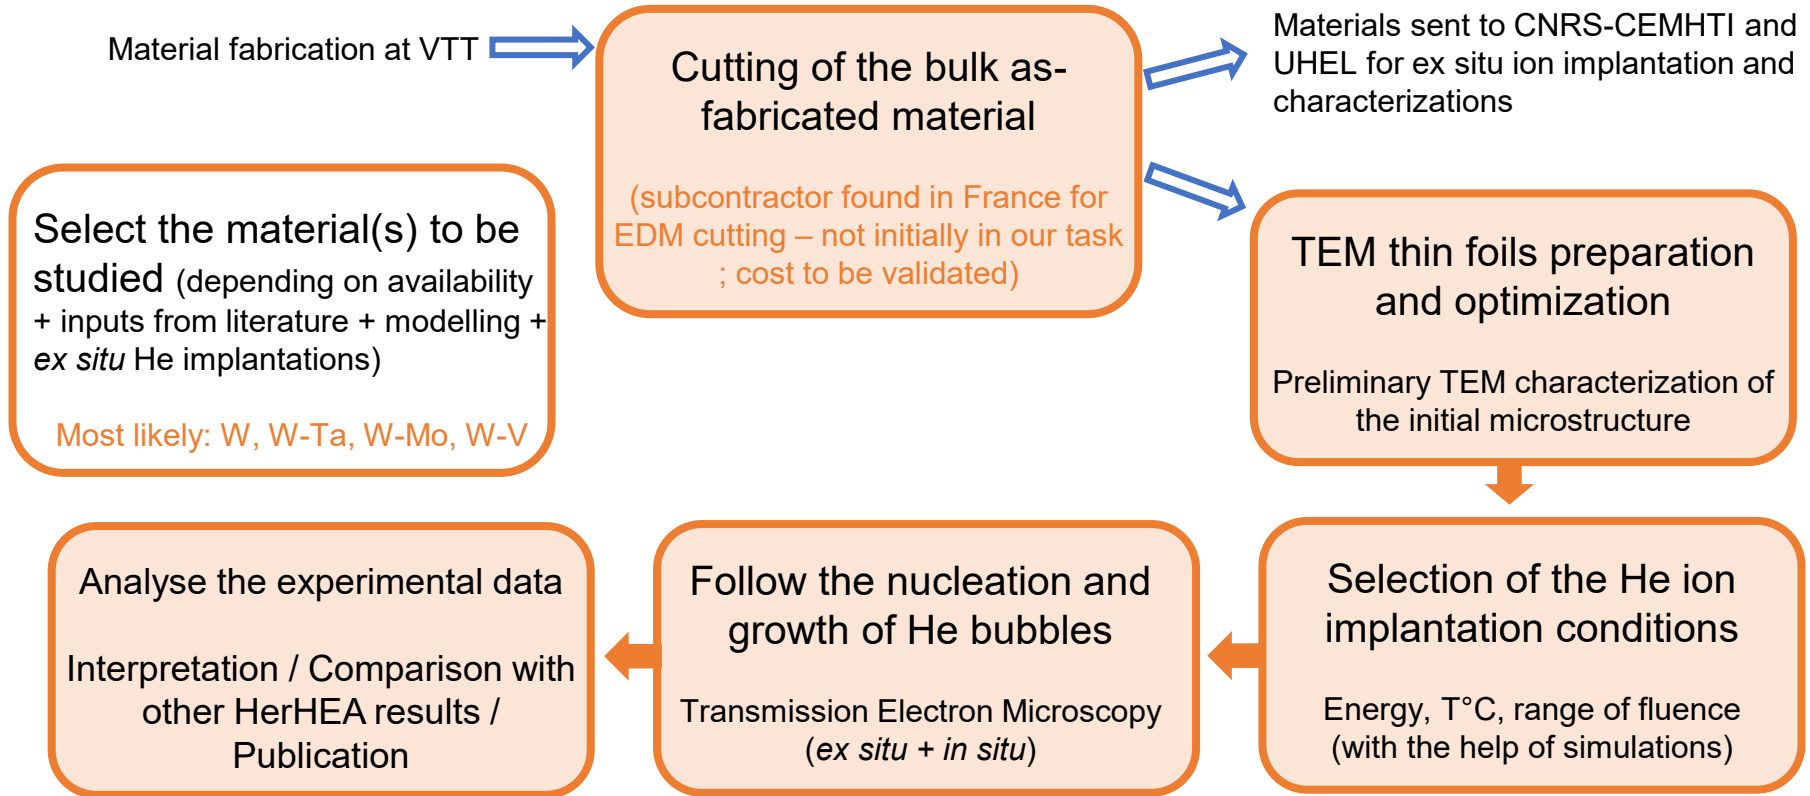 Material fabrication at VTT
Cutting of the bulk as-
fabricated material
(subcontractor found in France for
EDM cutting – not initially in our task
; cost to be validated)
Materials sent to CNRS-CEMHTI and
UHEL for ex situ ion implantation and
characterizations
Select the material(s) to be
studied (depending on availability
+ inputs from literature + modelling +
ex situ He implantations)
Most likely: W, W-Ta, W-Mo, W-V
TEM thin foils preparation
and optimization
Preliminary TEM characterization of
the initial microstructure
Selection of the He ion
implantation conditions
Energy, T°C, range of fluence
(with the help of simulations)
Follow the nucleation and
growth of He bubbles
Transmission Electron Microscopy
(ex situ + in situ)
Analyse the experimental data
Interpretation / Comparison with
other HerHEA results /
Publication